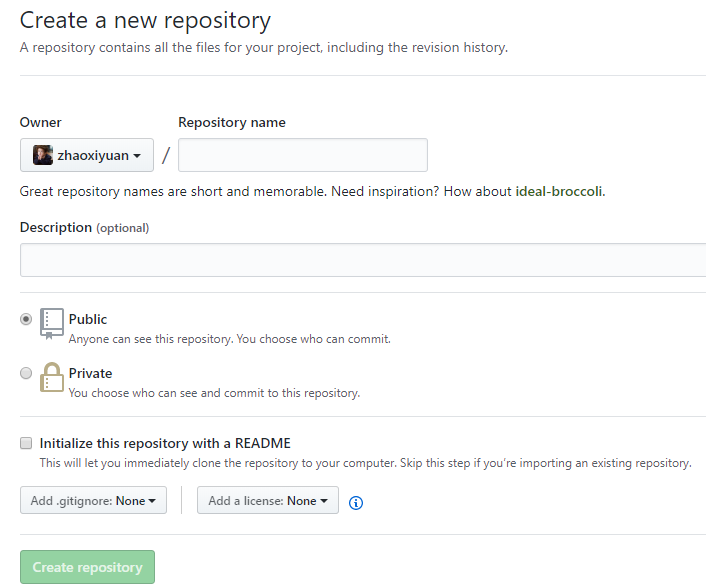 Create a new repository
A repository contains all the files for your project, including the revision history.
Owner Repository name
zhaoxiyuan /
Great repository names are short and memorable. Need inspiration? How about ideal-broccoli.
Description (optional)
Public
Anyone can see this repository. You choose who can commit.
Private
You choose who can see and commit to this repository.
Initialize this repository with a README
This will let you immediately clone the repository to your computer. Skip this step if you're importing an existing repository.
Add .gitignore: None Add a license: None
Create repository